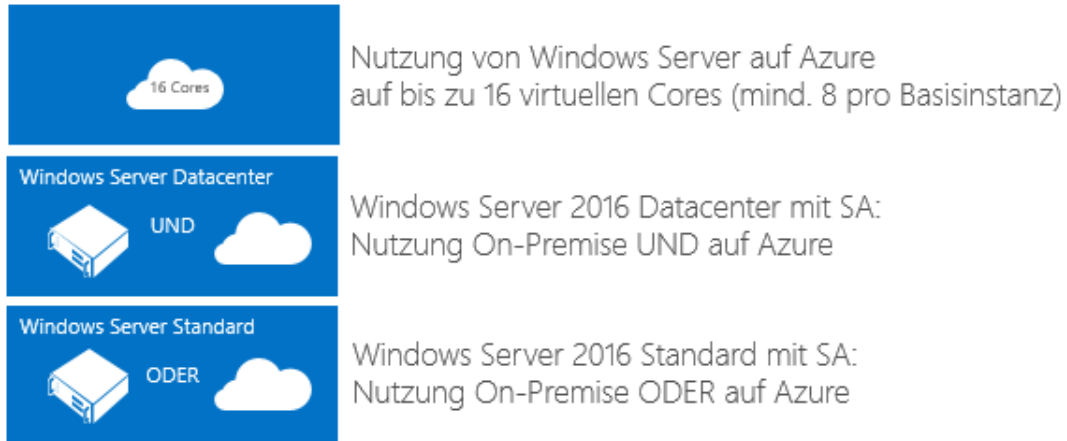 16 Cores
Nutzung von Windows Server auf Azure
auf bis zu 16 virtuellen Cores (mind. 8 pro Basisinstanz)
Windows Server Datacenter
UND
Windows Server 2016 Datacenter mit SA:
Nutzung On-Premise UND auf Azure
Windows Server Standard
ODER
Windows Server 2016 Standard mit SA:
Nutzung On-Premise ODER auf Azure